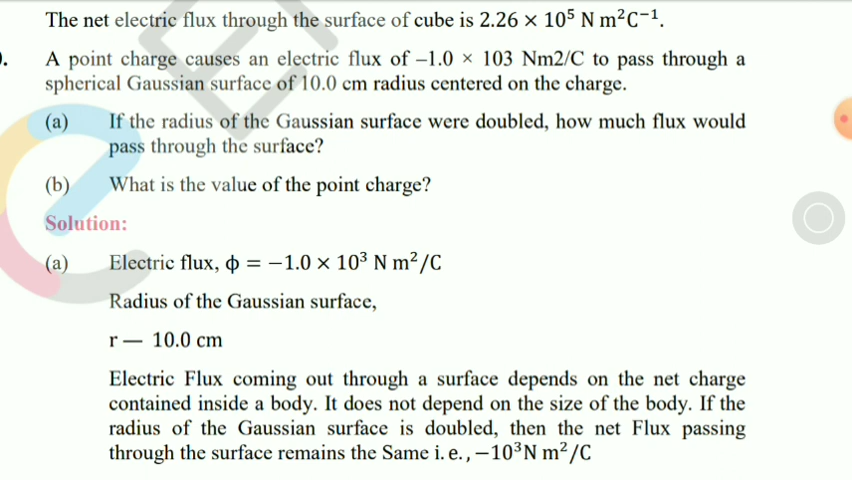 The net electric flux through the surface of cube is 2.26 × 10⁵ N m²C⁻¹.
A point charge causes an electric flux of –1.0 × 103 Nm2/C to pass through a
spherical Gaussian surface of 10.0 cm radius centered on the charge.
(a) If the radius of the Gaussian surface were doubled, how much flux would
pass through the surface?
(b) What is the value of the point charge?
Solution:
(a) Electric flux, ϕ = −1.0 × 10³ N m²/C
Radius of the Gaussian surface,
r — 10.0 cm
Electric Flux coming out through a surface depends on the net charge
contained inside a body. It does not depend on the size of the body. If the
radius of the Gaussian surface is doubled, then the net Flux passing
through the surface remains the Same i. e. , −10³N m²/C